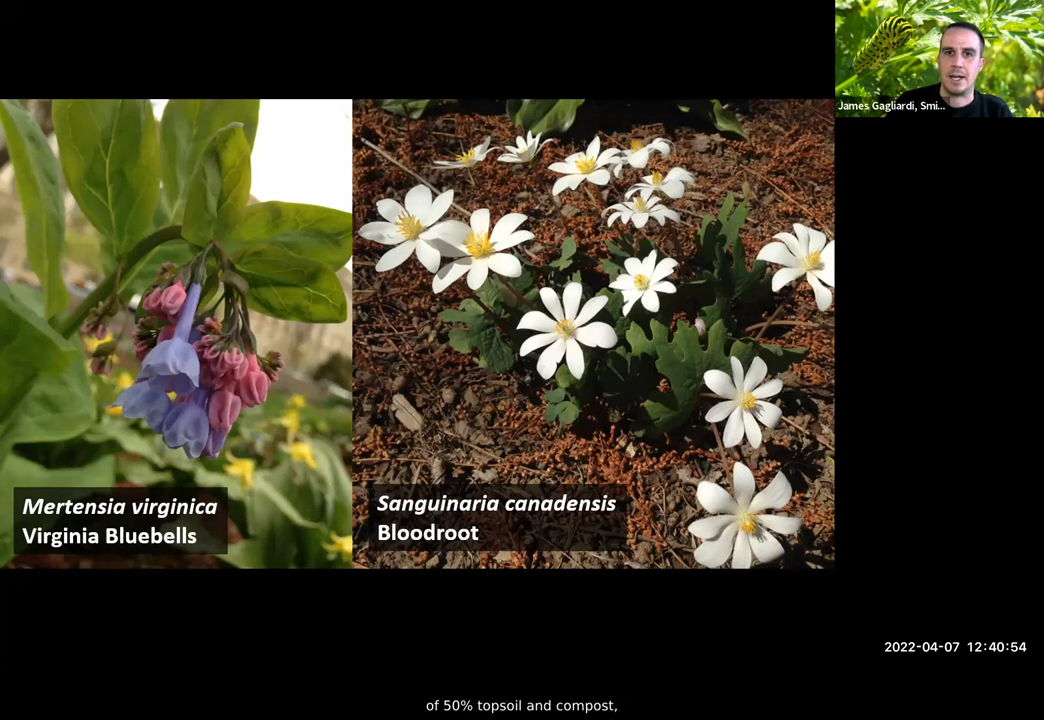 James Gagliardi, Smi...
Mertensia virginica
Virginia Bluebells
Sanguinaria canadensis
Bloodroot
2022-04-07 12:40:54
of 50% topsoil and compost,